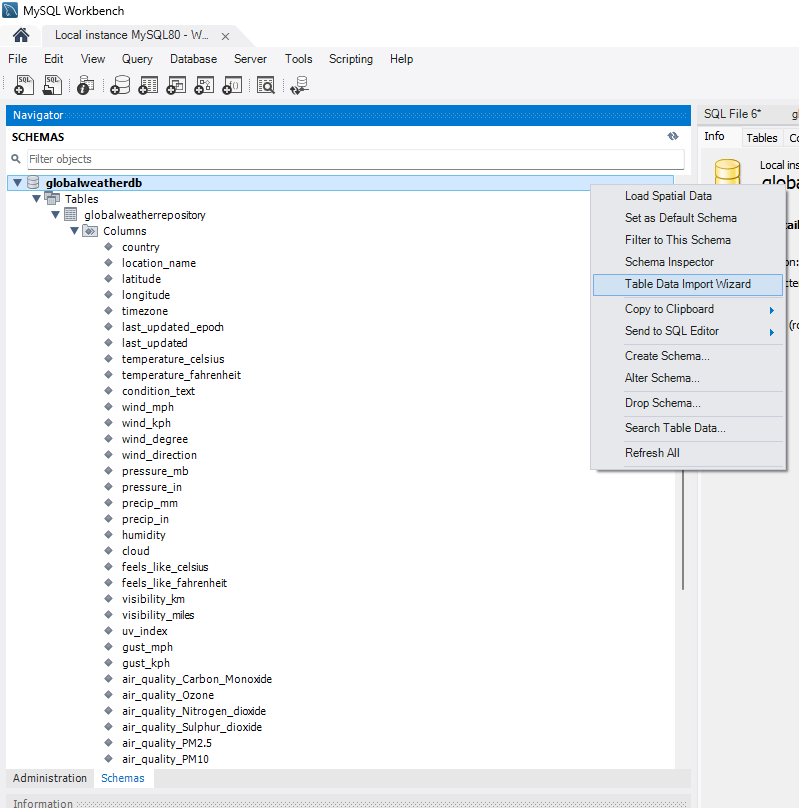 MySQL Workbench
Local instance MySQL80 - W...
File Edit View Query Database Server Tools Scripting Help
Navigator
SCHEMAS
Filter objects
globalweatherdb
Tables
globalweatherrepository
Columns
country
location_name
latitude
longitude
timezone
last_updated_epoch
last_updated
temperature_celsius
temperature_fahrenheit
condition_text
wind_mph
wind_kph
wind_degree
wind_direction
pressure_mb
pressure_in
precip_mm
precip_in
humidity
cloud
feels_like_celsius
feels_like_fahrenheit
visibility_km
visibility_miles
uv_index
gust_mph
gust_kph
air_quality_Carbon_Monoxide
air_quality_Ozone
air_quality_Nitrogen_dioxide
air_quality_Sulphur_dioxide
air_quality_PM2.5
air_quality_PM10
Administration Schemas
Information
SQL File 6*
Info Tables
Local
Load Spatial Data
Set as Default Schema
Filter to This Schema
Schema Inspector
Table Data Import Wizard
Copy to Clipboard
Send to SQL Editor
Create Schema...
Alter Schema...
Drop Schema...
Search Table Data...
Refresh All